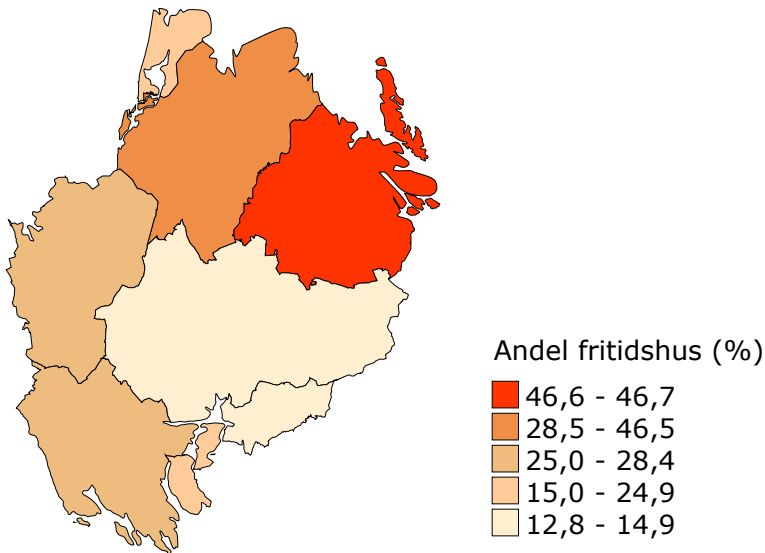 Andel fritidshus (%)
46,6 - 46,7
28,5 - 46,5
25,0 - 28,4
15,0 - 24,9
12,8 - 14,9